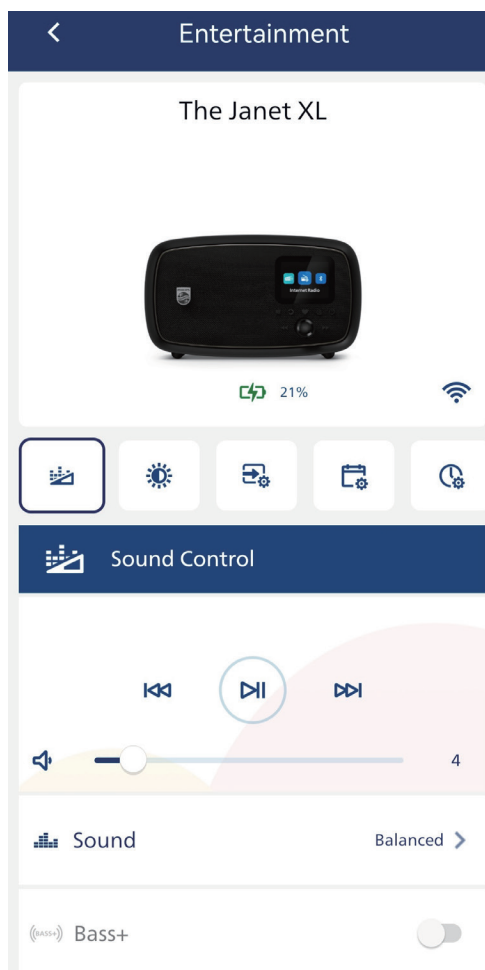 Entertainment
The Janet XL
Internet Radio
21%
Sound Control
4
Sound
Balanced
((BASS+))
Bass+